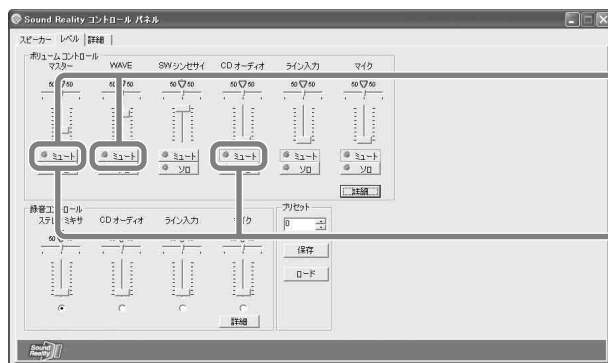 Sound Reality コントロール パネル
スピーカー レベル 詳細
ボリューム コントロール
マスター WAVE SWシンセサイ CD オーディオ ライン入力 マイク
50 50 50 50 50 50 50 50 50 50 50 50
ミュート ミュート ミュート ミュート ミュート ミュート
ソロ ソロ ソロ
詳細
録音コントロール プリセット
ステレオ ミキサ CD オーディオ ライン入力 マイク 0
保存
ロード
詳細
Sound Reality